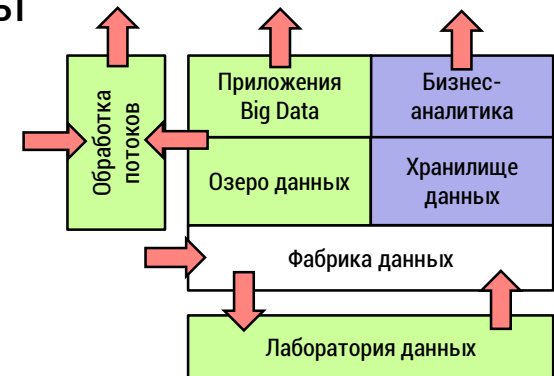 ы
Обработка
потоков
Приложения
Big Data
Бизнес-
аналитика
Озеро данных
Хранилище
данных
Фабрика данных
Лаборатория данных